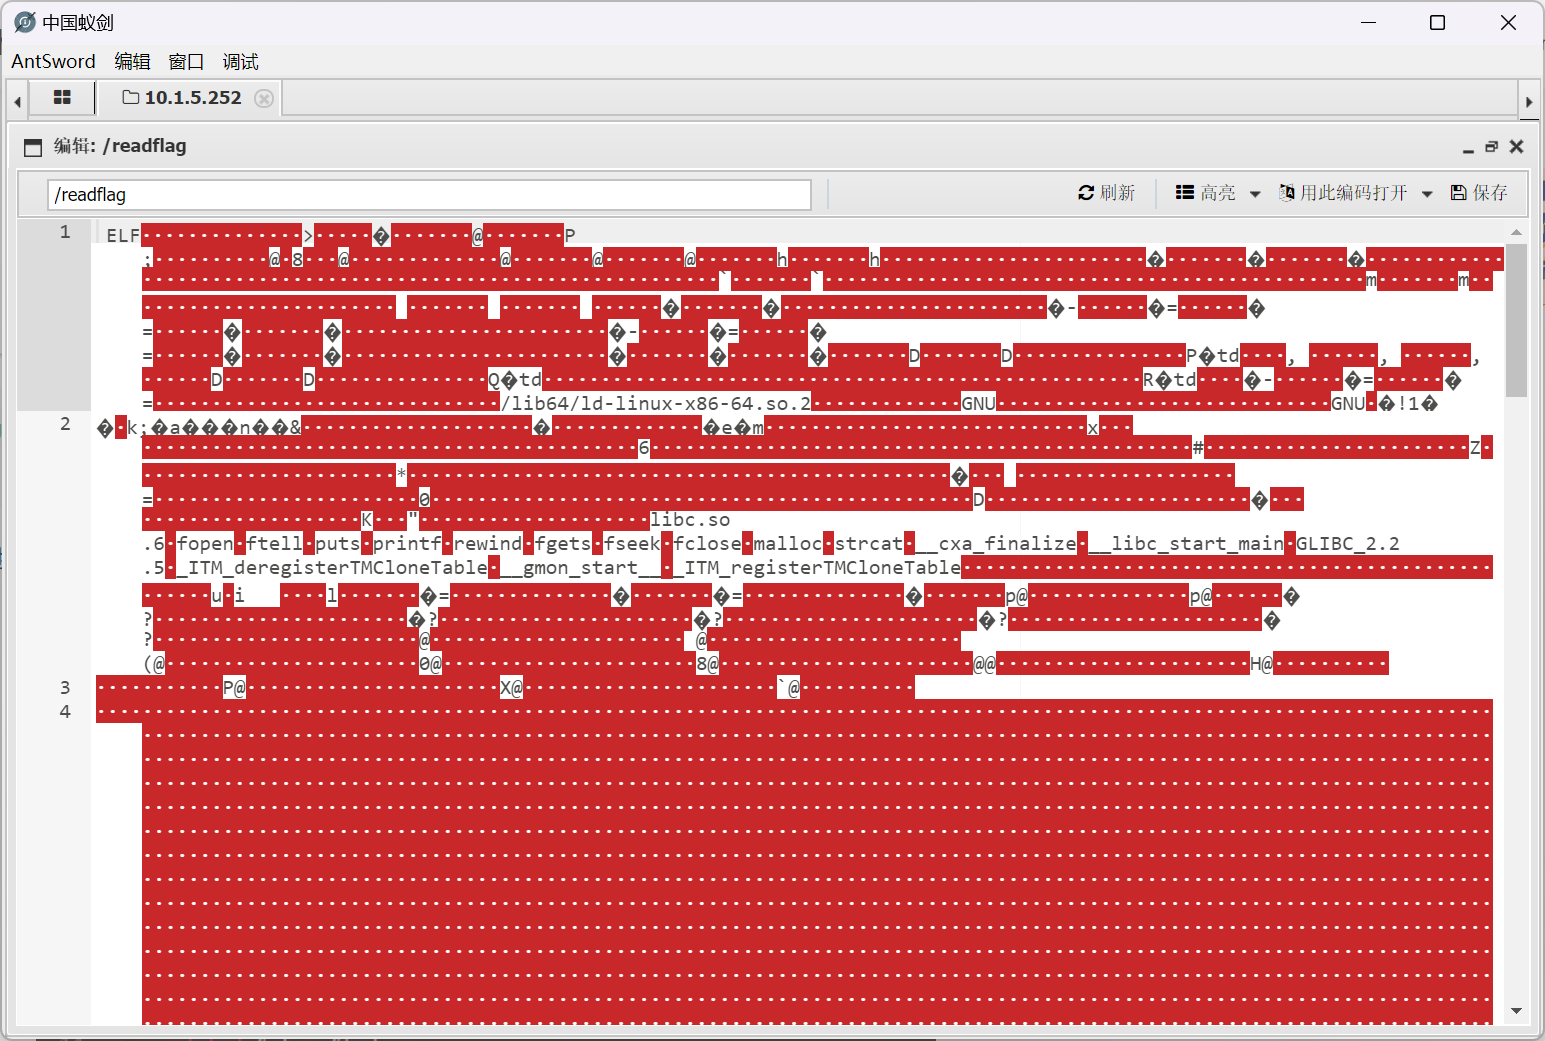 中国蚁剑
AntSword 编辑 窗口 调试
10.1.5.252
编辑: /readflag
/readflag 刷新 高亮 用此编码打开 保存
1 ELF > � @ P
; @ 8 @ @ @ @ h h � � �
` ` m m
� � �- �= �
= � � �- �= �
= � � � � � D D P�td , , ,
D D Q�td R�td �- �= �
= /lib64/ld-linux-x86-64.so.2 GNU GNU �!1�
2 � k;�a���n��& � �e�m x
6 # Z
* �
= 0 D �
K " libc.so
.6 fopen ftell puts printf rewind fgets fseek fclose malloc strcat __cxa_finalize __libc_start_main GLIBC_2.2
.5 _ITM_deregisterTMCloneTable __gmon_start__ _ITM_registerTMCloneTable
u i l �= � �= � p@ p@ �
? �? �? �? �
? @ @
(@ 0@ 8@ @@ H@
3 P@ X@ `@
4